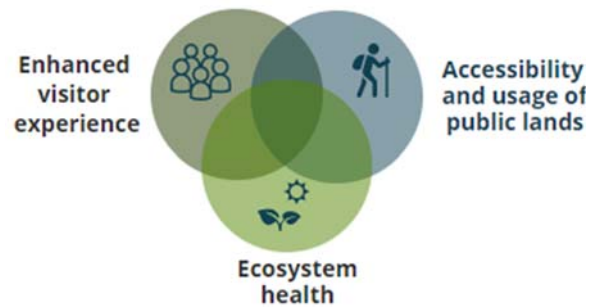 Enhanced
visitor
experience
Accessibility
and usage of
public lands
Ecosystem
health